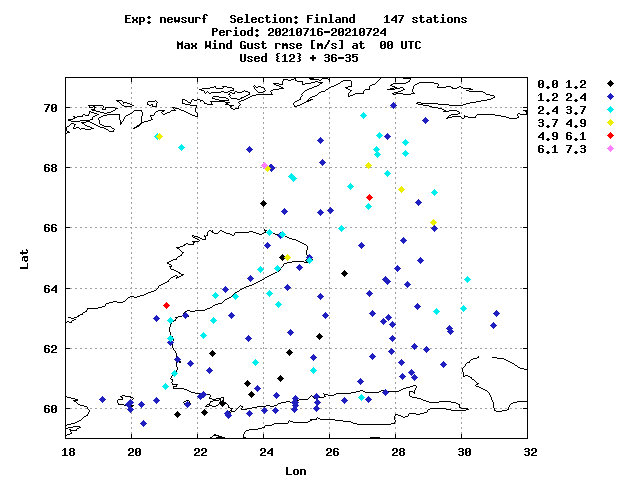 Exp: newsurf Selection: Finland 147 stations
Period: 20210716-20210724
Max Wind Gust rmse [m/s] at 00 UTC
Used {12} + 36-35
0.0 1.2
1.2 2.4
2.4 3.7
3.7 4.9
4.9 6.1
6.1 7.3
70
68
66
64
62
60
Lat
18 20 22 24 26 28 30 32
Lon